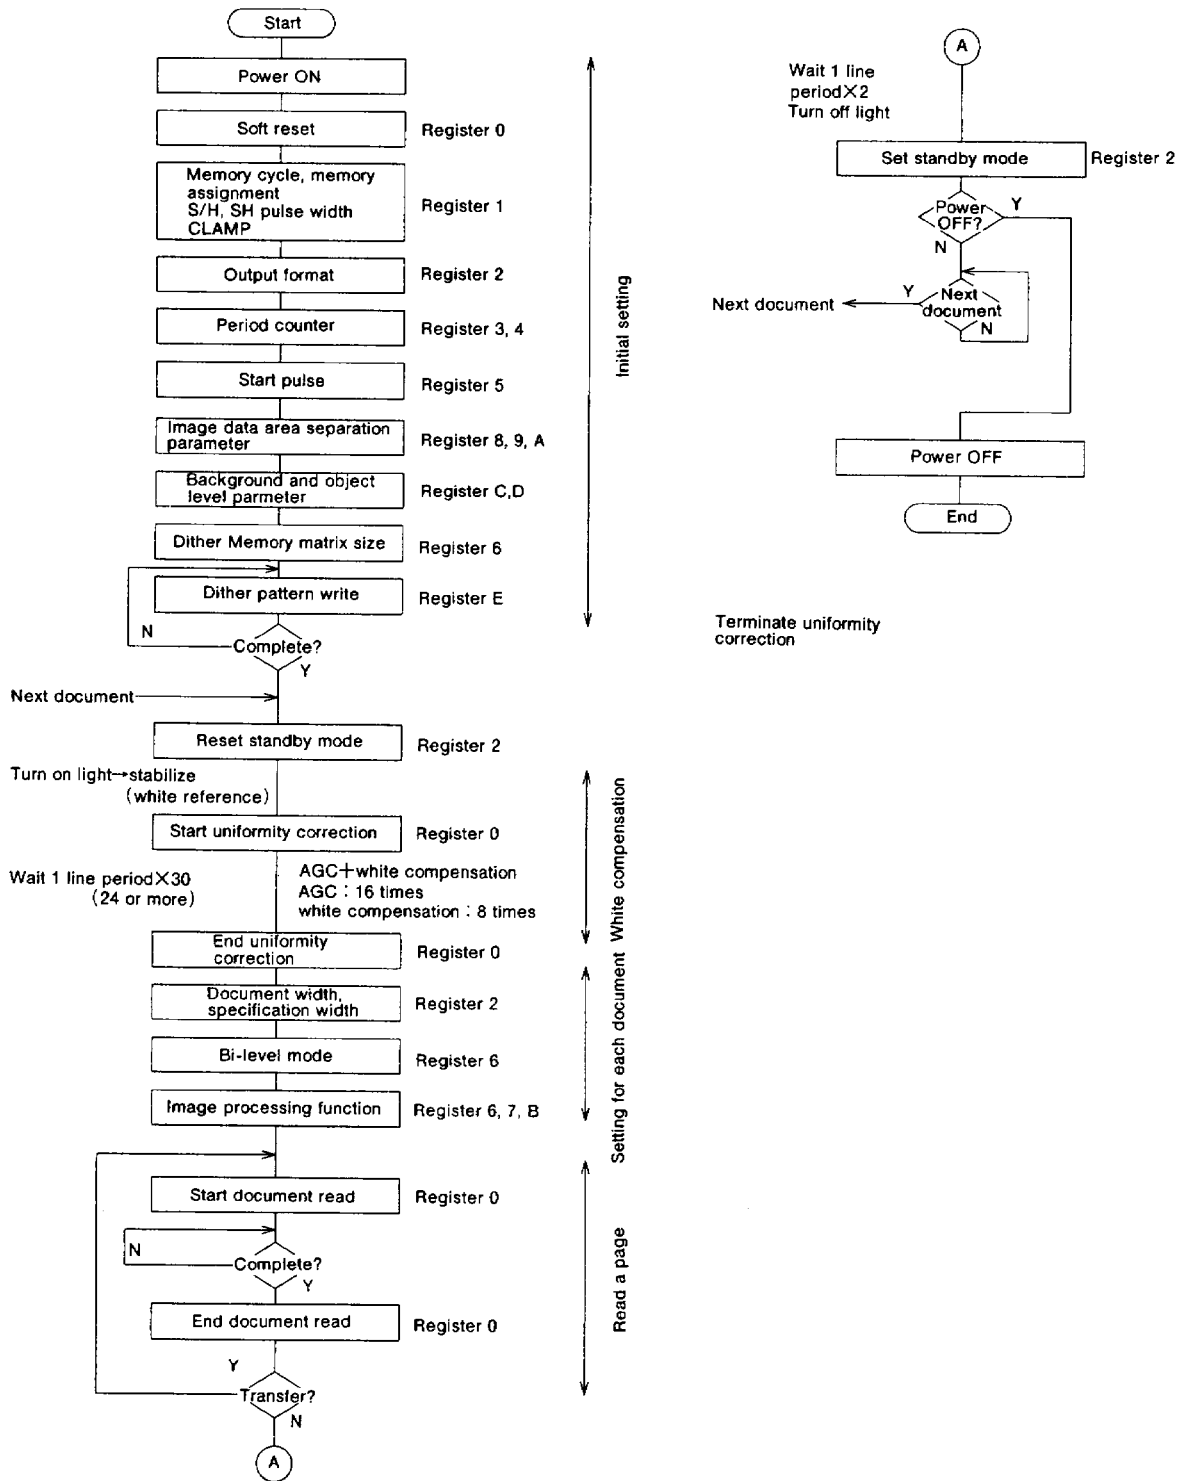 Start
Power ON
Soft reset
Register 0
Memory cycle, memory
assignment
S/H, SH pulse width
CLAMP
Register 1
Output format
Register 2
Period counter
Register 3, 4
Start pulse
Register 5
Image data area separation
parameter
Register 8, 9, A
Background and object
level parmeter
Register C,D
Dither Memory matrix size
Register 6
Dither pattern write
Register E
N
Complete?
Y
Initial setting
Next document
Reset standby mode
Register 2
Turn on light→stabilize
(white reference)
Start uniformity correction
Register 0
Wait 1 line period×30
(24 or more)
AGC+white compensation
AGC : 16 times
white compensation : 8 times
End uniformity
correction
Register 0
White compensation
Document width,
specification width
Register 2
Bi-level mode
Register 6
Image processing function
Register 6, 7, B
Setting for each document
Start document read
Register 0
N
Complete?
Y
End document read
Register 0
Y
Transfer?
N
Read a page
A
A
Wait 1 line
period×2
Turn off light
Set standby mode
Register 2
Power
OFF?
Y
N
Next document
Y
Next
document
N
Power OFF
End
Terminate uniformity
correction